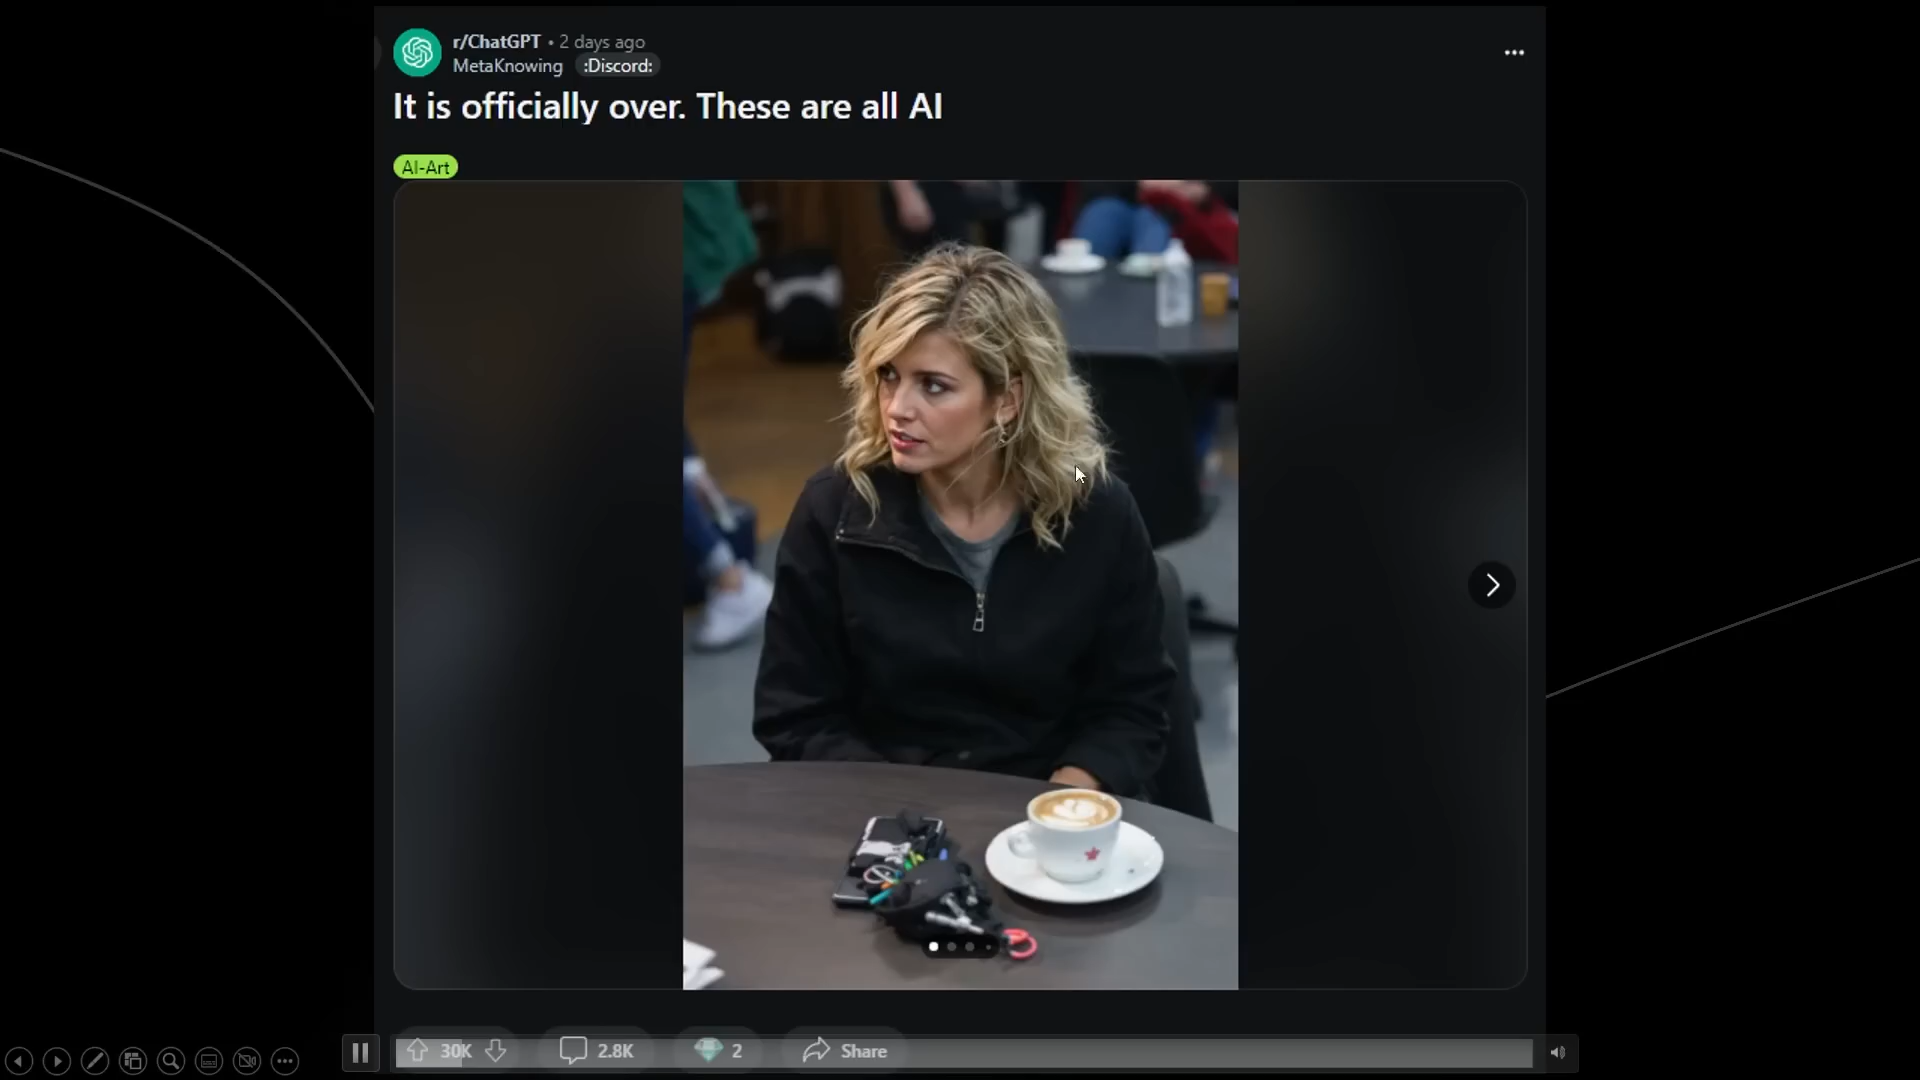 r/ChatGPT • 2 days ago
MetaKnowing :Discord:
It is officially over. These are all AI
AI-Art
30K
2.8K
2
Share